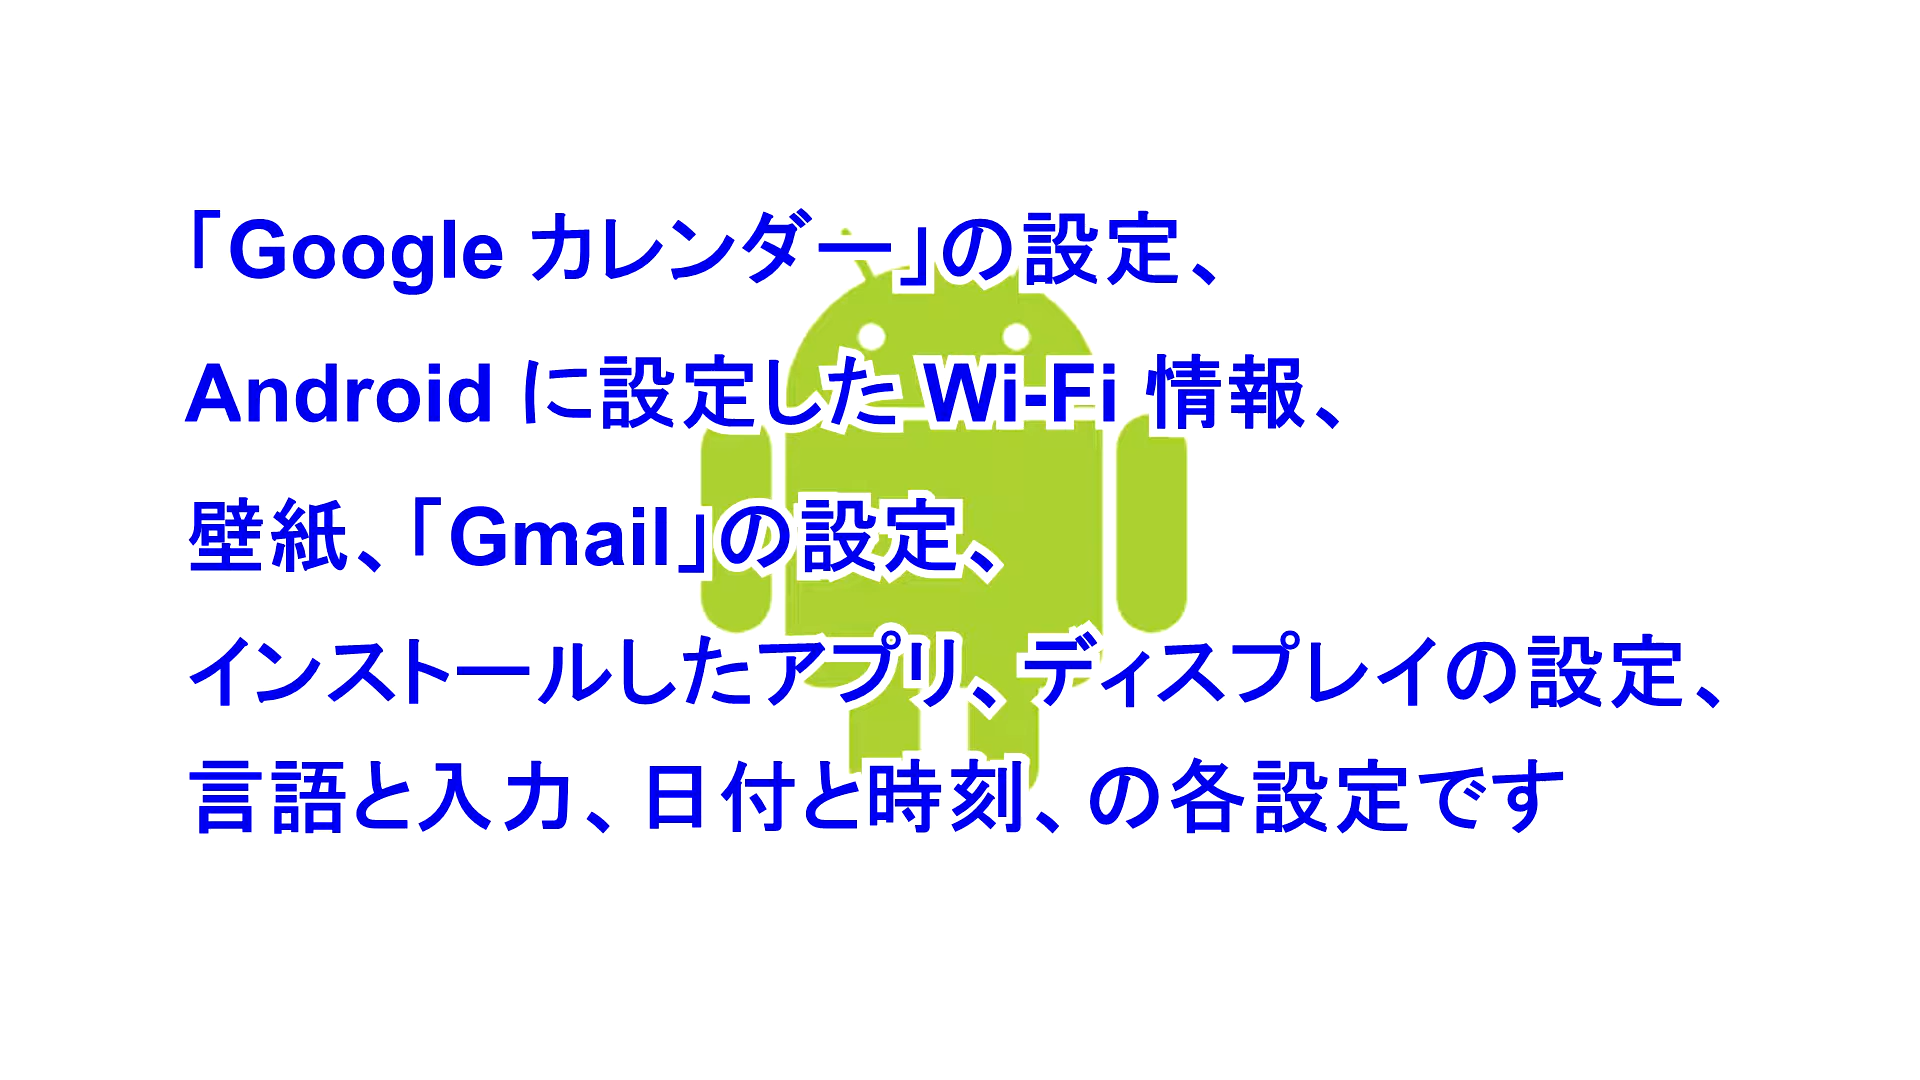 「Google カレンダー」の設定、
Android に設定した Wi-Fi 情報、
壁紙、「Gmail」の設定、
インストールしたアプリ、ディスプレイの設定、
言語と入力、日付と時刻、の各設定です